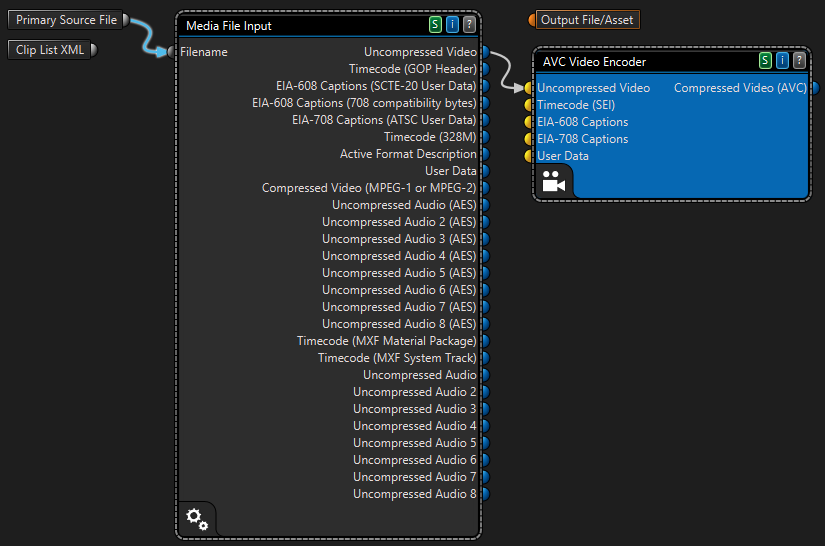 Primary Source File
Clip List XML
Media File Input
S i ?
Filename
Uncompressed Video
Timecode (GOP Header)
EIA-608 Captions (SCTE-20 User Data)
EIA-608 Captions (708 compatibility bytes)
EIA-708 Captions (ATSC User Data)
Timecode (328M)
Active Format Description
User Data
Compressed Video (MPEG-1 or MPEG-2)
Uncompressed Audio (AES)
Uncompressed Audio 2 (AES)
Uncompressed Audio 3 (AES)
Uncompressed Audio 4 (AES)
Uncompressed Audio 5 (AES)
Uncompressed Audio 6 (AES)
Uncompressed Audio 7 (AES)
Uncompressed Audio 8 (AES)
Timecode (MXF Material Package)
Timecode (MXF System Track)
Uncompressed Audio
Uncompressed Audio 2
Uncompressed Audio 3
Uncompressed Audio 4
Uncompressed Audio 5
Uncompressed Audio 6
Uncompressed Audio 7
Uncompressed Audio 8
Output File/Asset
AVC Video Encoder
S i ?
Uncompressed Video
Compressed Video (AVC)
Timecode (SEI)
EIA-608 Captions
EIA-708 Captions
User Data